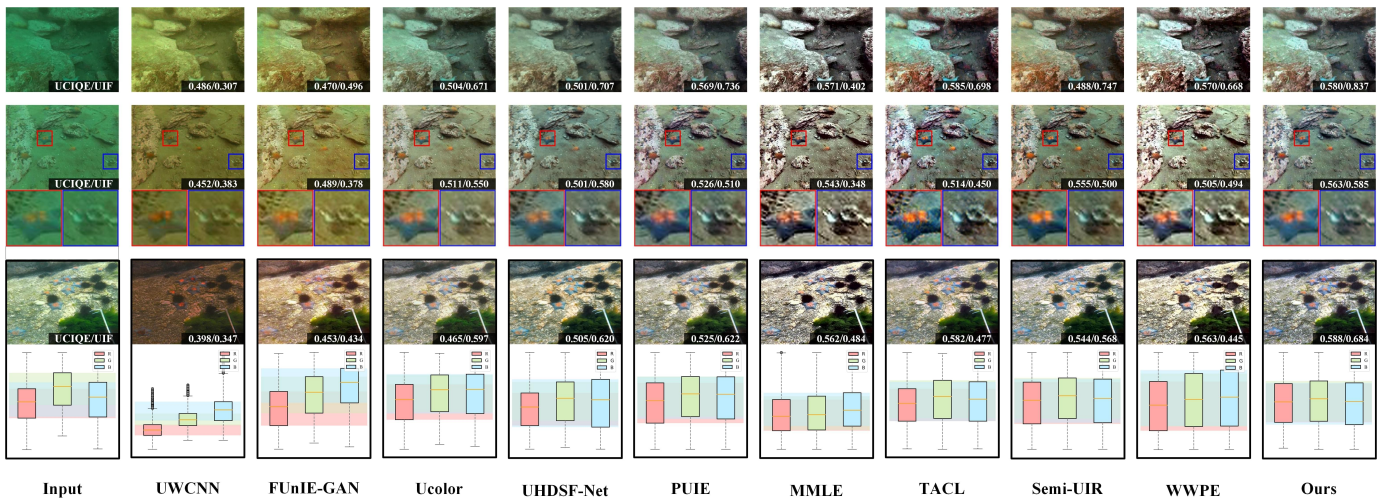 UCIQE/UIF 0.486/0.307 0.470/0.496 0.504/0.671 0.501/0.707 0.569/0.736 0.571/0.402 0.585/0.698 0.488/0.747 0.570/0.668 0.580/0.837
UCIQE/UIF 0.452/0.383 0.489/0.378 0.511/0.550 0.501/0.580 0.526/0.510 0.543/0.348 0.514/0.450 0.555/0.500 0.505/0.494 0.563/0.585
UCIQE/UIF 0.398/0.347 0.453/0.434 0.465/0.597 0.505/0.620 0.525/0.622 0.562/0.484 0.582/0.477 0.544/0.568 0.563/0.445 0.588/0.684
R R R R R R R R R R R
G G G G G G G G G G G
B B B B B B B B B B B
Input UWCNN FUnIE-GAN Ucolor UHDSF-Net PUIE MMLE TACL Semi-UIR WWPE Ours